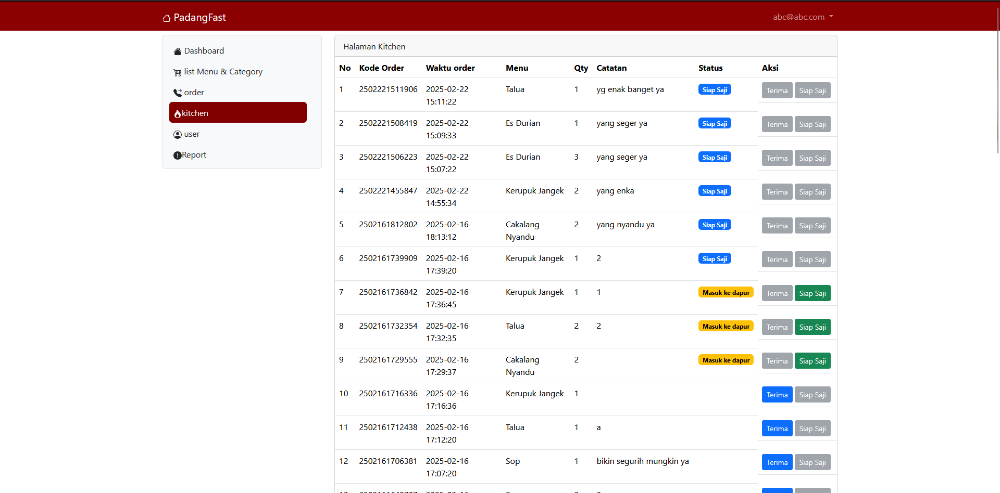 PadangFast
abc@abc.com
Dashboard
list Menu & Category
order
kitchen
user
Report
Halaman Kitchen
No Kode Order Waktu order Menu Qty Catatan Status Aksi
1 2502221511906 2025-02-22 Talua 1 yg enak banget ya Siap Saji Terima Siap Saji
15:11:22
2 2502221508419 2025-02-22 Es Durian 1 yang seger ya Siap Saji Terima Siap Saji
15:09:33
3 2502221506223 2025-02-22 Es Durian 3 yang seger ya Siap Saji Terima Siap Saji
15:07:22
4 2502221455847 2025-02-22 Kerupuk Jangek 2 yang enka Siap Saji Terima Siap Saji
14:55:34
5 2502161812802 2025-02-16 Cakalang 2 yang nyandu ya Siap Saji Terima Siap Saji
18:13:12 Nyandu
6 2502161739909 2025-02-16 Kerupuk Jangek 1 2 Siap Saji Terima Siap Saji
17:39:20
7 2502161736842 2025-02-16 Kerupuk Jangek 1 1 Masuk ke dapur Terima Siap Saji
17:36:45
8 2502161732354 2025-02-16 Talua 2 2 Masuk ke dapur Terima Siap Saji
17:32:35
9 2502161729555 2025-02-16 Cakalang 2 Masuk ke dapur Terima Siap Saji
17:29:37 Nyandu
10 2502161716336 2025-02-16 Kerupuk Jangek 1 Terima Siap Saji
17:16:36
11 2502161712438 2025-02-16 Talua 1 a Terima Siap Saji
17:12:20
12 2502161706381 2025-02-16 Sop 1 bikin segurih mungkin ya Terima Siap Saji
17:07:20